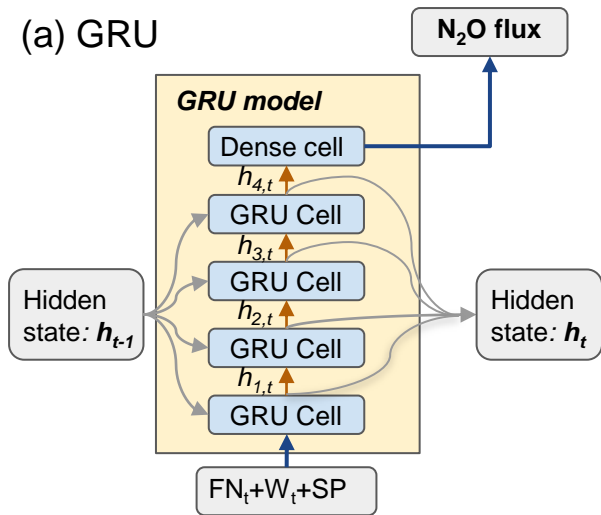 (a) GRU
N₂O flux
GRU model
Dense cell
h₄,ₜ
GRU Cell
h₃,ₜ
GRU Cell
h₂,ₜ
GRU Cell
h₁,ₜ
GRU Cell
Hidden
state: hₜ₋₁
Hidden
state: hₜ
FNₜ+Wₜ+SP